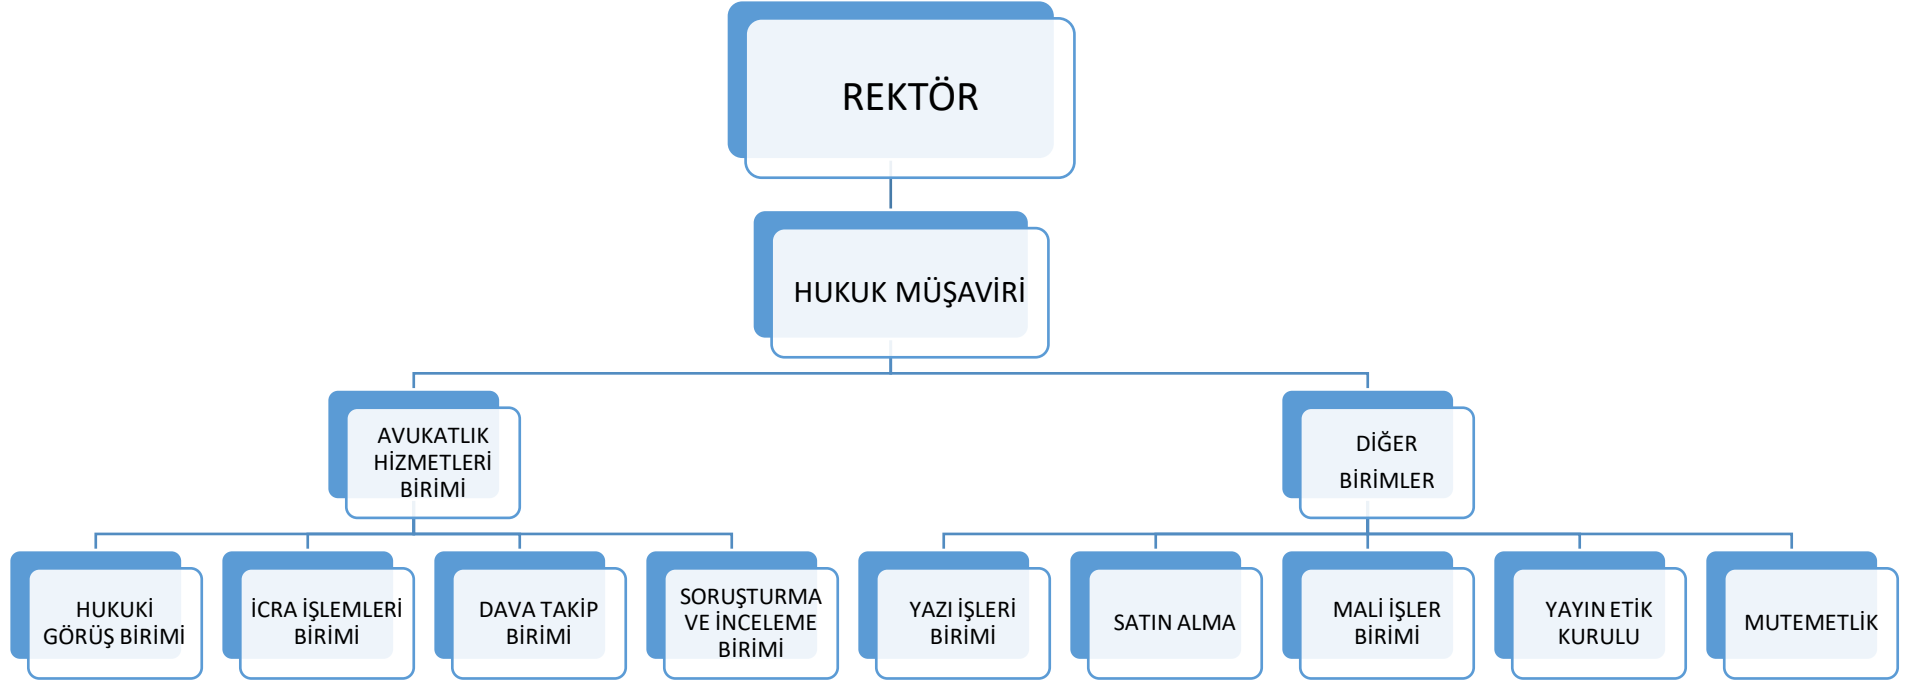 REKTÖR
HUKUK MÜŞAVİRİ
AVUKATLIK
HİZMETLERİ
BİRİMİ
DİĞER
BİRİMLER
HUKUKİ
GÖRÜŞ BİRİMİ
İCRA İŞLEMLERİ
BİRİMİ
DAVA TAKİP
BİRİMİ
SORUŞTURMA
VE İNCELEME
BİRİMİ
YAZI İŞLERİ
BİRİMİ
SATIN ALMA
MALİ İŞLER
BİRİMİ
YAYIN ETİK
KURULU
MUTEMETLİK